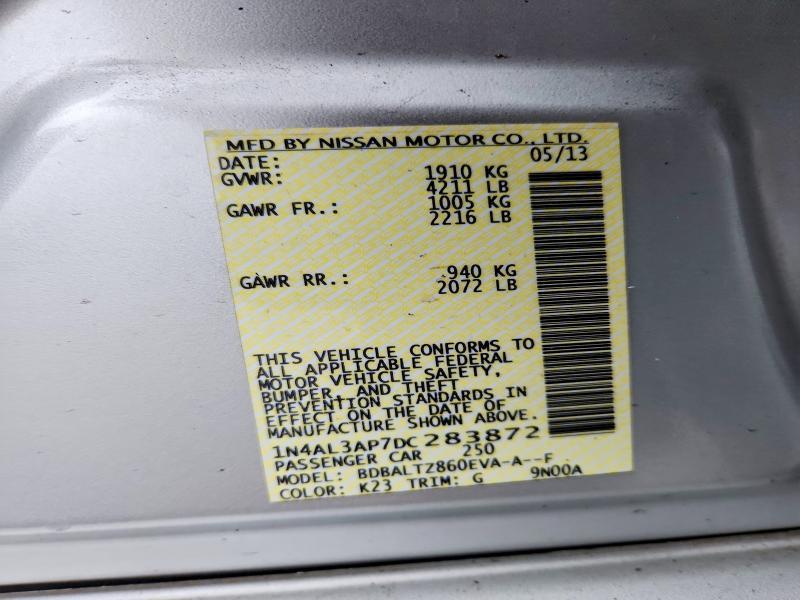 MFD BY NISSAN MOTOR CO., LTD.
DATE: 05/13
GVWR: 1910 KG
4211 LB
GAWR FR.: 1005 KG
2216 LB
GAWR RR.: 940 KG
2072 LB
THIS VEHICLE CONFORMS TO
ALL APPLICABLE FEDERAL
MOTOR VEHICLE SAFETY,
BUMPER, AND THEFT
PREVENTION STANDARDS IN
EFFECT ON THE DATE OF
MANUFACTURE SHOWN ABOVE.
1N4AL3AP7DC283872
PASSENGER CAR 250
MODEL: BDBALTZ860EVA-A--F
COLOR: K23 TRIM: G 9N00A